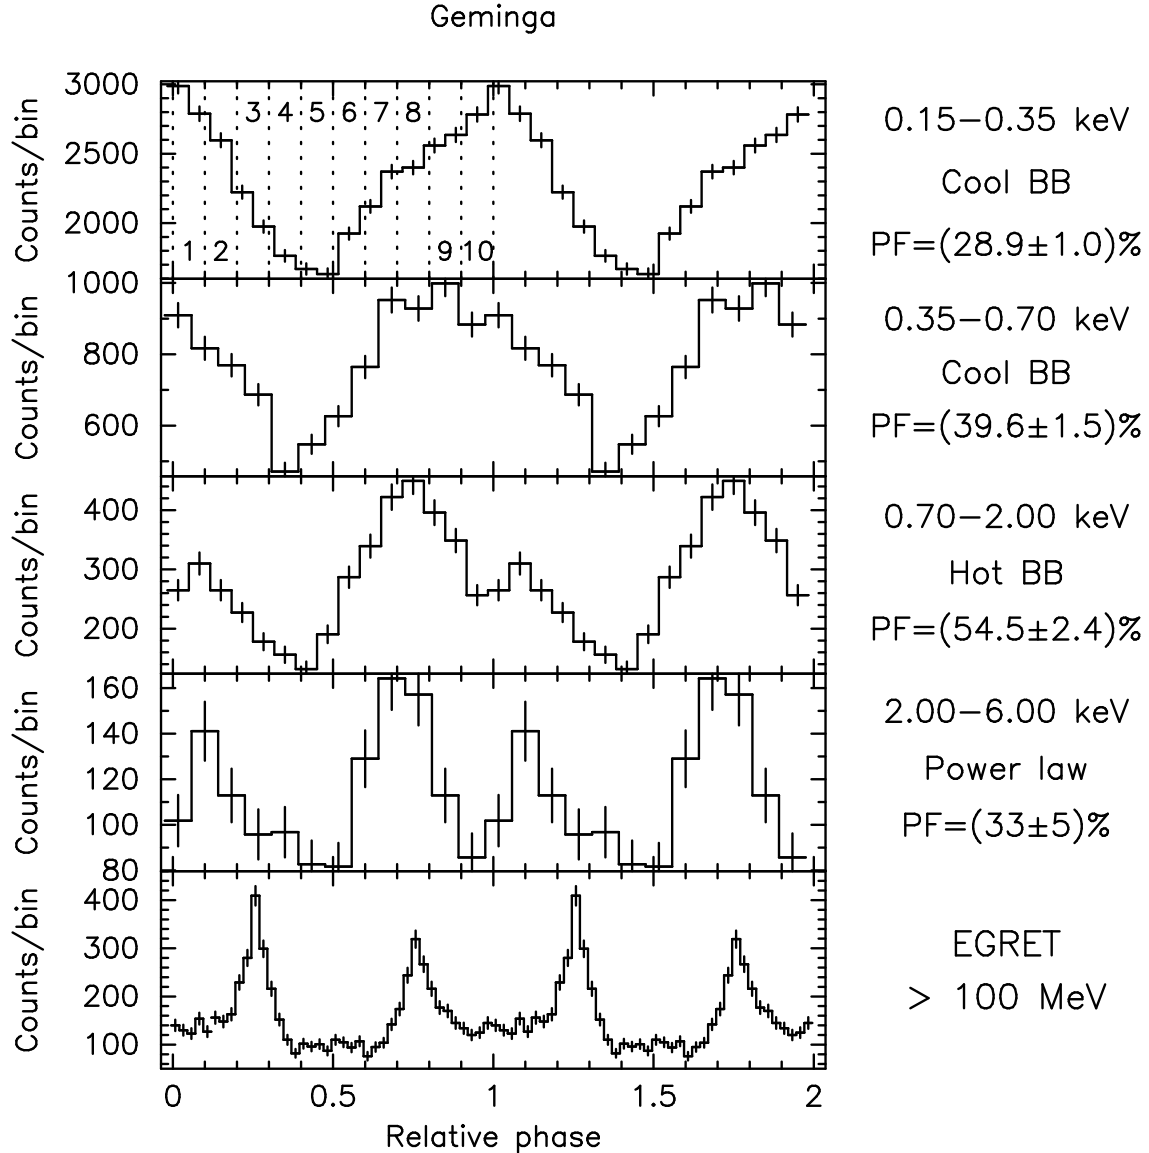 Geminga
3000
2500
2000
Counts/bin
3 4 5 6 7 8
1 2 9 10
0.15−0.35 keV
Cool BB
PF=(28.9±1.0)%
1000
800
600
Counts/bin
0.35−0.70 keV
Cool BB
PF=(39.6±1.5)%
400
300
200
Counts/bin
0.70−2.00 keV
Hot BB
PF=(54.5±2.4)%
160
140
120
100
80
Counts/bin
2.00−6.00 keV
Power law
PF=(33±5)%
400
300
200
100
Counts/bin
EGRET
> 100 MeV
0 0.5 1 1.5 2
Relative phase